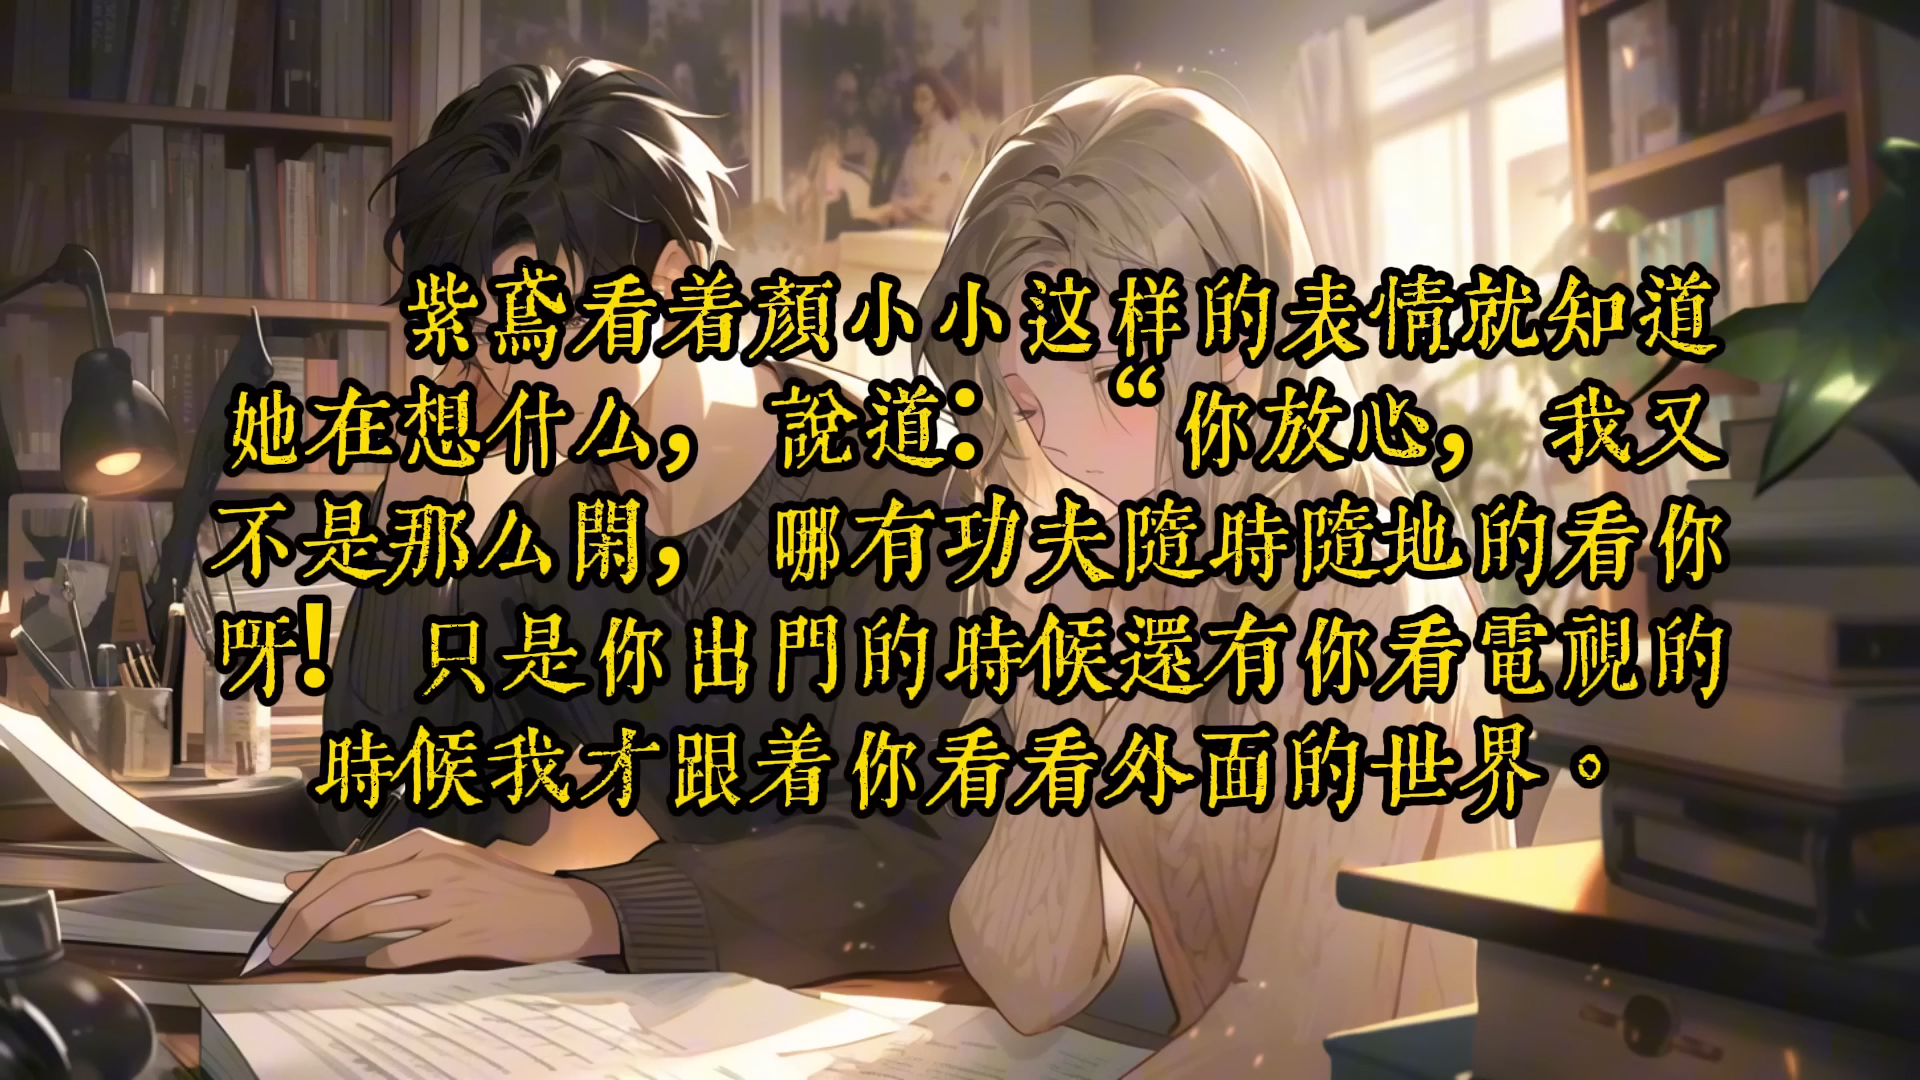 紫鳶看着顏小小这样的表情就知道
她在想什么，說道：“你放心，我又
不是那么閑，哪有功夫隨時隨地的看你
呀！只是你出門的時候還有你看電視的
時候我才跟着你看看外面的世界。